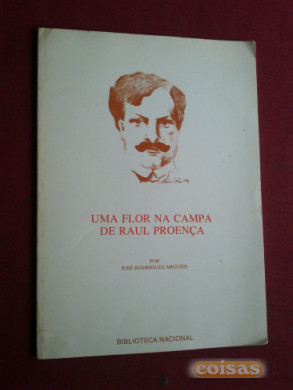 UMA FLOR NA CAMPA
DE RAUL PROENÇA
POR
JOSÉ RODRIGUES MIGUÉIS
BIBLIOTECA NACIONAL
coisas